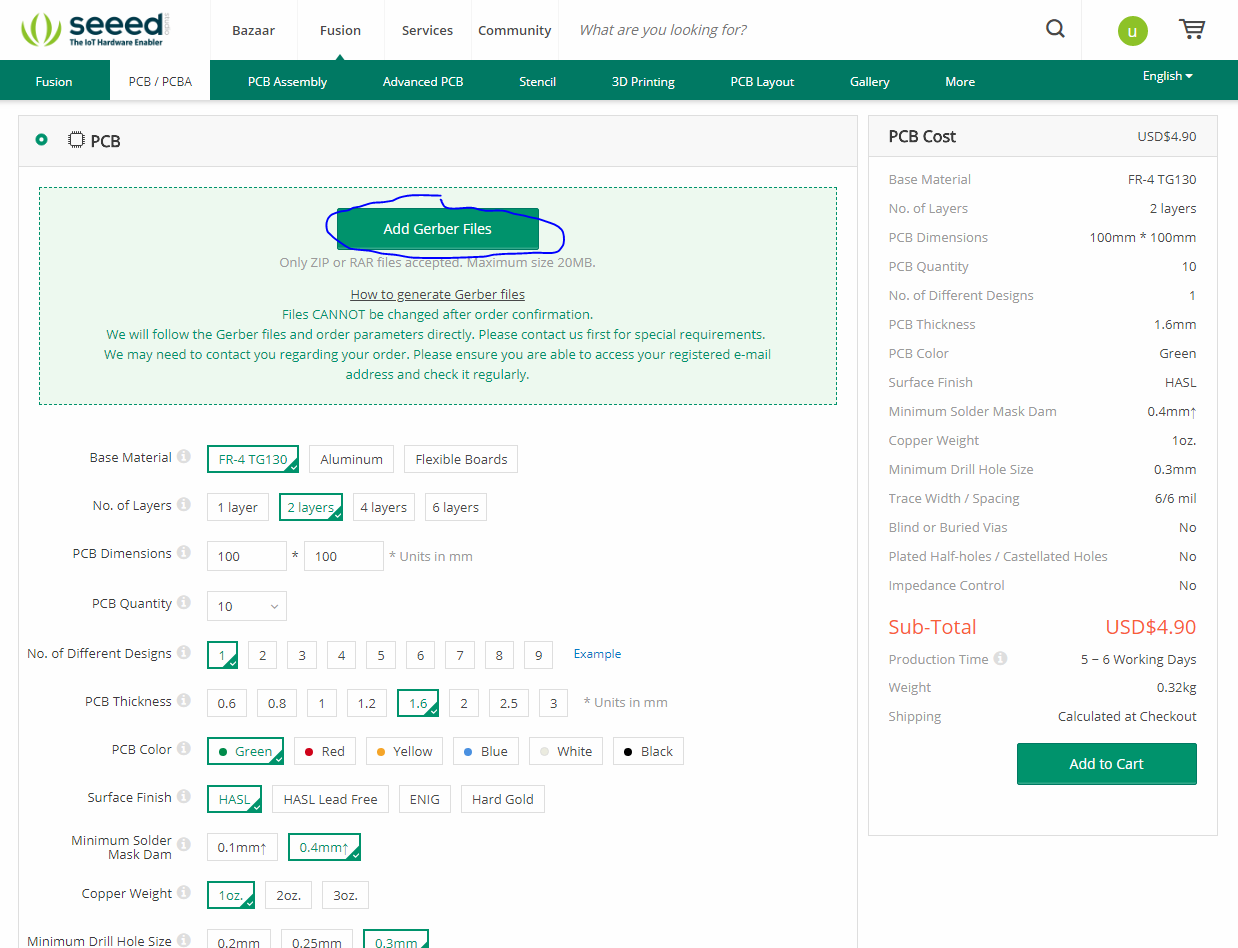 seeed studio
The IoT Hardware Enabler
Bazaar Fusion Services Community What are you looking for? u
Fusion PCB / PCBA PCB Assembly Advanced PCB Stencil 3D Printing PCB Layout Gallery More English
PCB
Add Gerber Files
Only ZIP or RAR files accepted. Maximum size 20MB.
How to generate Gerber files
Files CANNOT be changed after order confirmation.
We will follow the Gerber files and order parameters directly. Please contact us first for special requirements.
We may need to contact you regarding your order. Please ensure you are able to access your registered e-mail
address and check it regularly.
Base Material FR-4 TG130 Aluminum Flexible Boards
No. of Layers 1 layer 2 layers 4 layers 6 layers
PCB Dimensions 100 * 100 * Units in mm
PCB Quantity 10
No. of Different Designs 1 2 3 4 5 6 7 8 9 Example
PCB Thickness 0.6 0.8 1 1.2 1.6 2 2.5 3 * Units in mm
PCB Color Green Red Yellow Blue White Black
Surface Finish HASL HASL Lead Free ENIG Hard Gold
Minimum Solder
Mask Dam 0.1mm↑ 0.4mm↑
Copper Weight 1oz. 2oz. 3oz.
Minimum Drill Hole Size 0.2mm 0.25mm 0.3mm
PCB Cost USD$4.90
Base Material FR-4 TG130
No. of Layers 2 layers
PCB Dimensions 100mm * 100mm
PCB Quantity 10
No. of Different Designs 1
PCB Thickness 1.6mm
PCB Color Green
Surface Finish HASL
Minimum Solder Mask Dam 0.4mm↑
Copper Weight 1oz.
Minimum Drill Hole Size 0.3mm
Trace Width / Spacing 6/6 mil
Blind or Buried Vias No
Plated Half-holes / Castellated Holes No
Impedance Control No
Sub-Total USD$4.90
Production Time 5 – 6 Working Days
Weight 0.32kg
Shipping Calculated at Checkout
Add to Cart